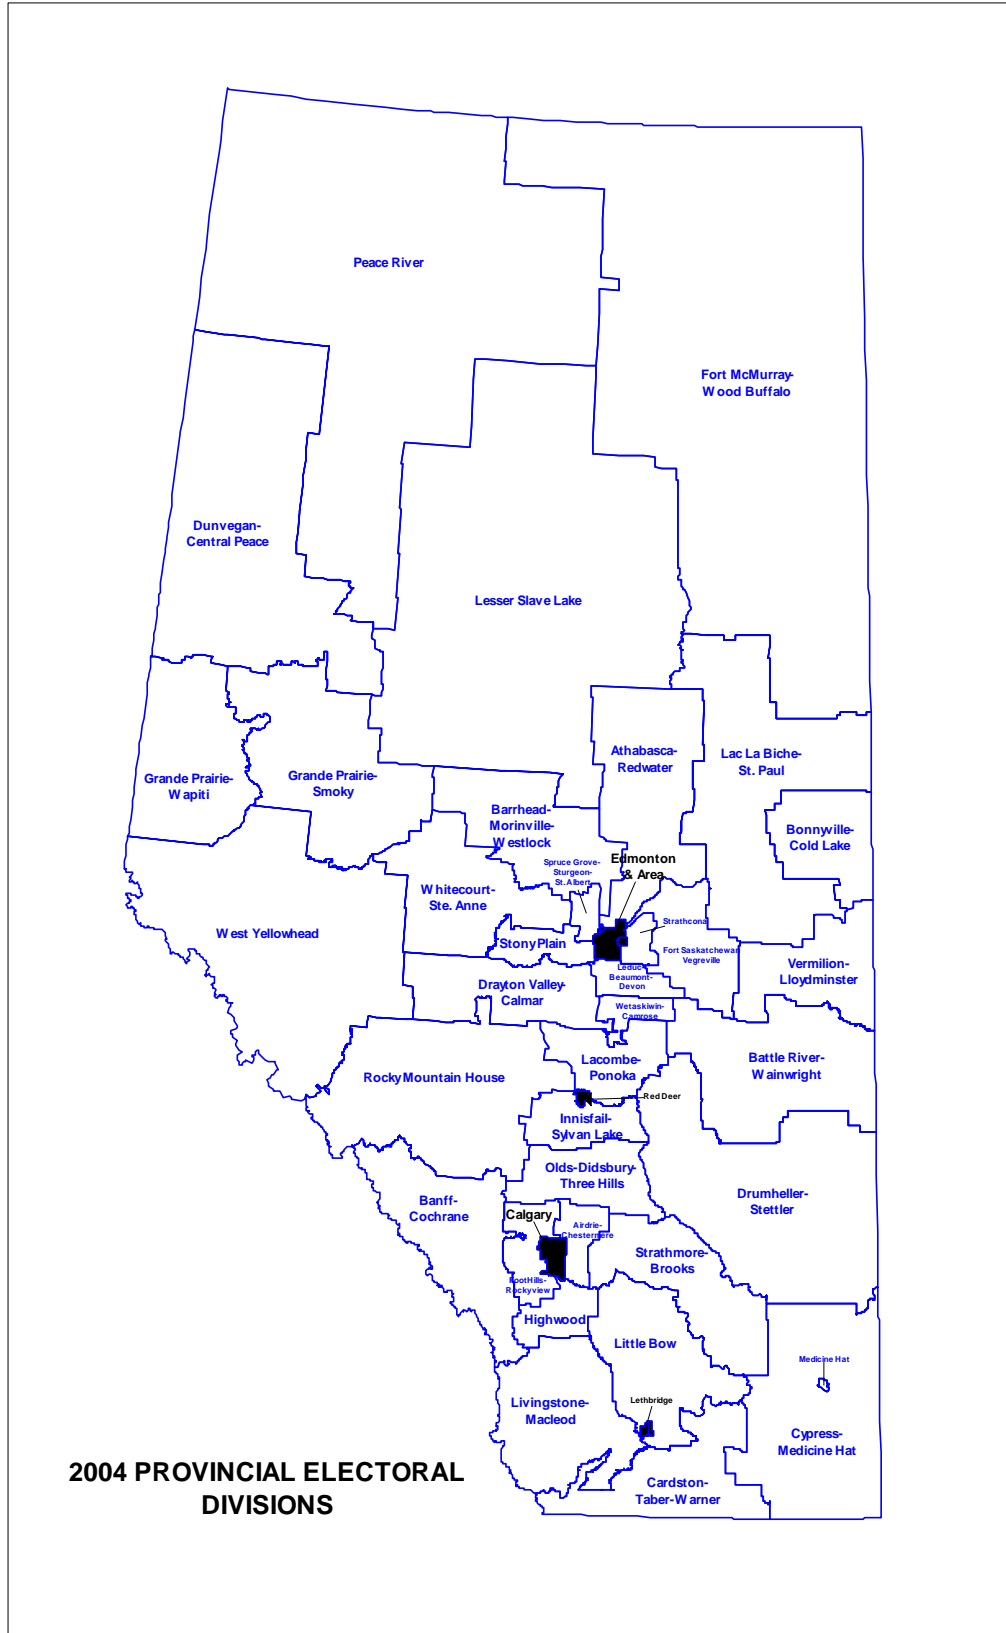 Peace River
Fort McMurray-
Wood Buffalo
Dunvegan-
Central Peace
Lesser Slave Lake
Athabasca-
Redwater
Lac La Biche-
St. Paul
Grande Prairie-
Wapiti
Grande Prairie-
Smoky
Barrhead-
Morinville-
Westlock
Bonnyville-
Cold Lake
Spruce Grove-
Sturgeon-
St. Albert
Edmonton
& Area
Whitecourt-
Ste. Anne
West Yellowhead
Stony Plain
Strathcona
Fort Saskatchewan
Vegreville
Vermilion-
Lloydminster
Drayton Valley-
Calmar
Leduc-
Beaumont-
Devon
Wetaskiwin-
Camrose
Rocky Mountain House
Lacombe-
Ponoka
Battle River-
Wainwright
Red Deer
Innisfail-
Sylvan Lake
Olds-Didsbury-
Three Hills
Banff-
Cochrane
Drumheller-
Stettler
Calgary
Airdrie-
Chestermere
Strathmore-
Brooks
FootHills-
Rockyview
Highwood
Little Bow
Medicine Hat
Livingstone-
Macleod
Lethbridge
Cypress-
Medicine Hat
Cardston-
Taber-Warner
2004 PROVINCIAL ELECTORAL
DIVISIONS